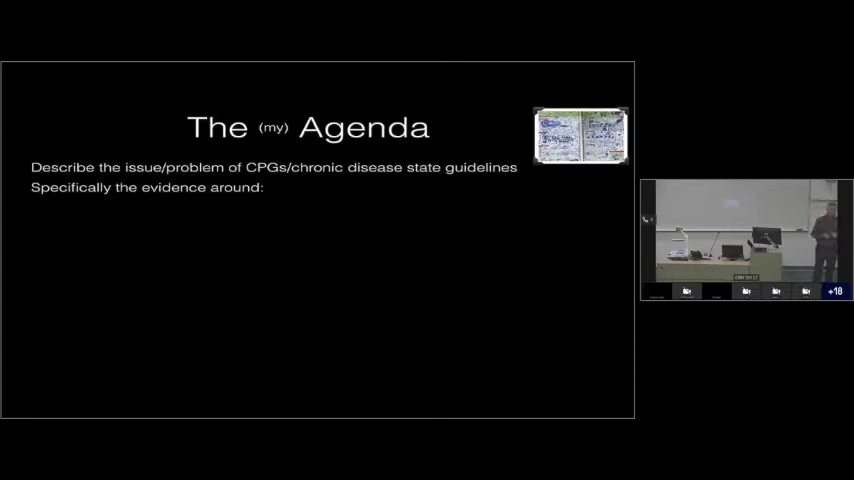 The (my) Agenda
Describe the issue/problem of CPGs/chronic disease state guidelines
Specifically the evidence around:
+18